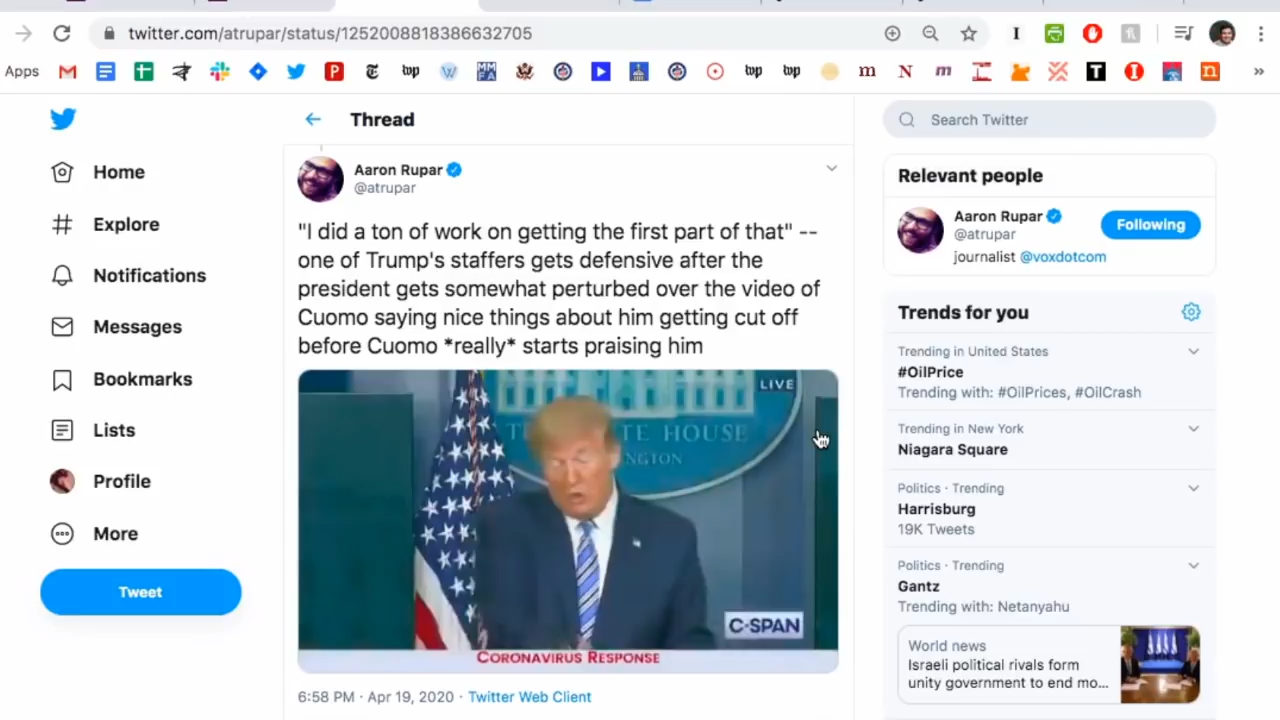 twitter.com/atrupar/status/1252008818386632705
Apps
Thread
Search Twitter
Home
Explore
Notifications
Messages
Bookmarks
Lists
Profile
More
Tweet
Aaron Rupar
@atrupar
"I did a ton of work on getting the first part of that" --
one of Trump's staffers gets defensive after the
president gets somewhat perturbed over the video of
Cuomo saying nice things about him getting cut off
before Cuomo *really* starts praising him
LIVE
TE HOUSE
NGTON
C-SPAN
CORONAVIRUS RESPONSE
6:58 PM · Apr 19, 2020 · Twitter Web Client
Relevant people
Aaron Rupar
@atrupar
Following
journalist @voxdotcom
Trends for you
Trending in United States
#OilPrice
Trending with: #OilPrices, #OilCrash
Trending in New York
Niagara Square
Politics · Trending
Harrisburg
19K Tweets
Politics · Trending
Gantz
Trending with: Netanyahu
World news
Israeli political rivals form
unity government to end mo...